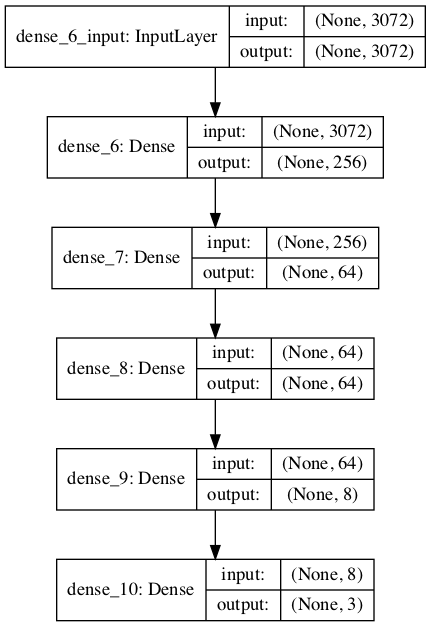 dense_6_input: InputLayer
input: (None, 3072)
output: (None, 3072)
dense_6: Dense
input: (None, 3072)
output: (None, 256)
dense_7: Dense
input: (None, 256)
output: (None, 64)
dense_8: Dense
input: (None, 64)
output: (None, 64)
dense_9: Dense
input: (None, 64)
output: (None, 8)
dense_10: Dense
input: (None, 8)
output: (None, 3)